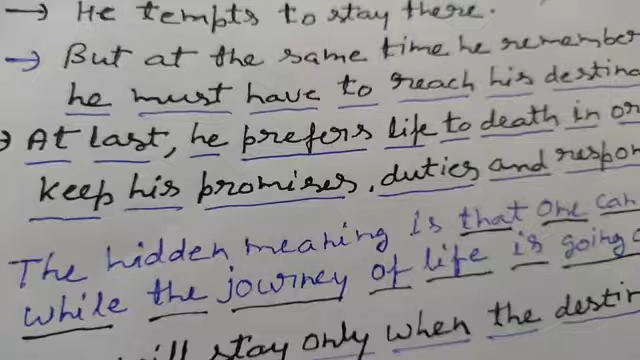 → He tempts to stay there.
→ But at the same time he remember
he must have to reach his destina
→ At last, he prefers life to death in or
keep his promises, duties and respon
The hidden meaning is that one can
while the journey of life is going
will stay only when the destin